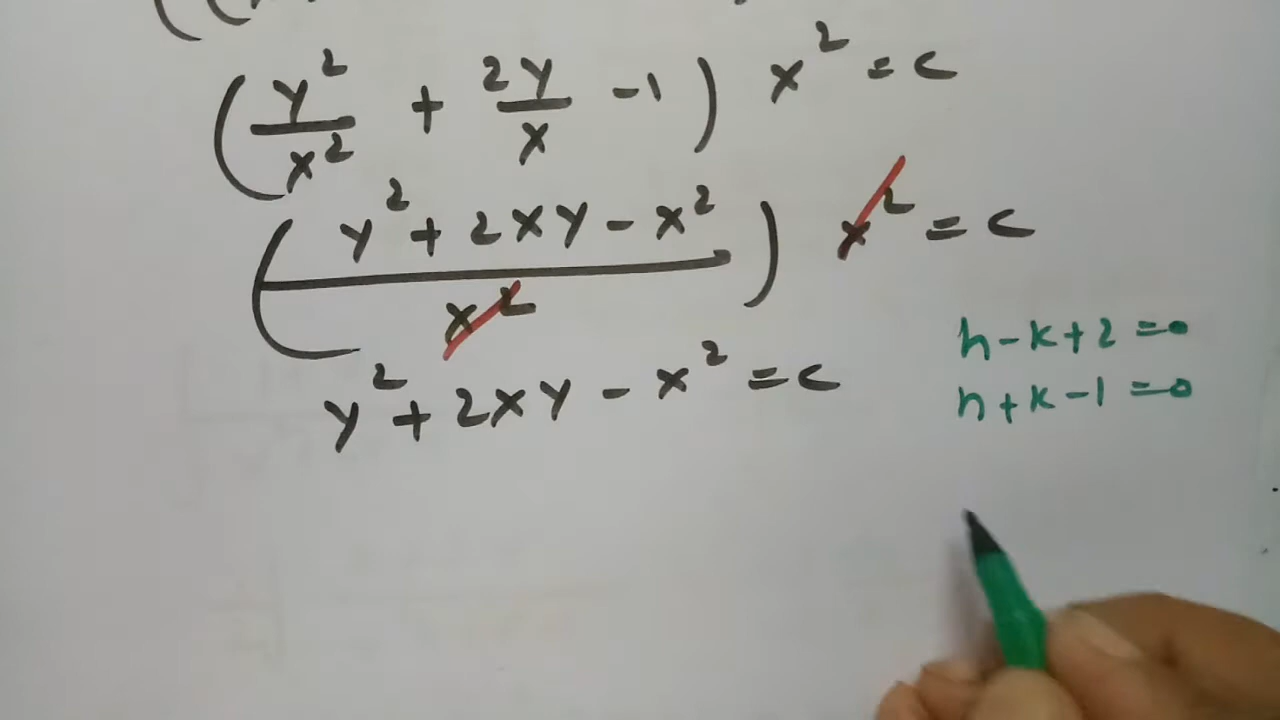 (y²/x² + 2y/x - 1) x² = c
(y² + 2xy - x²/x²) x² = c
y² + 2xy - x² = c
h - k + 2 = 0
h + k - 1 = 0